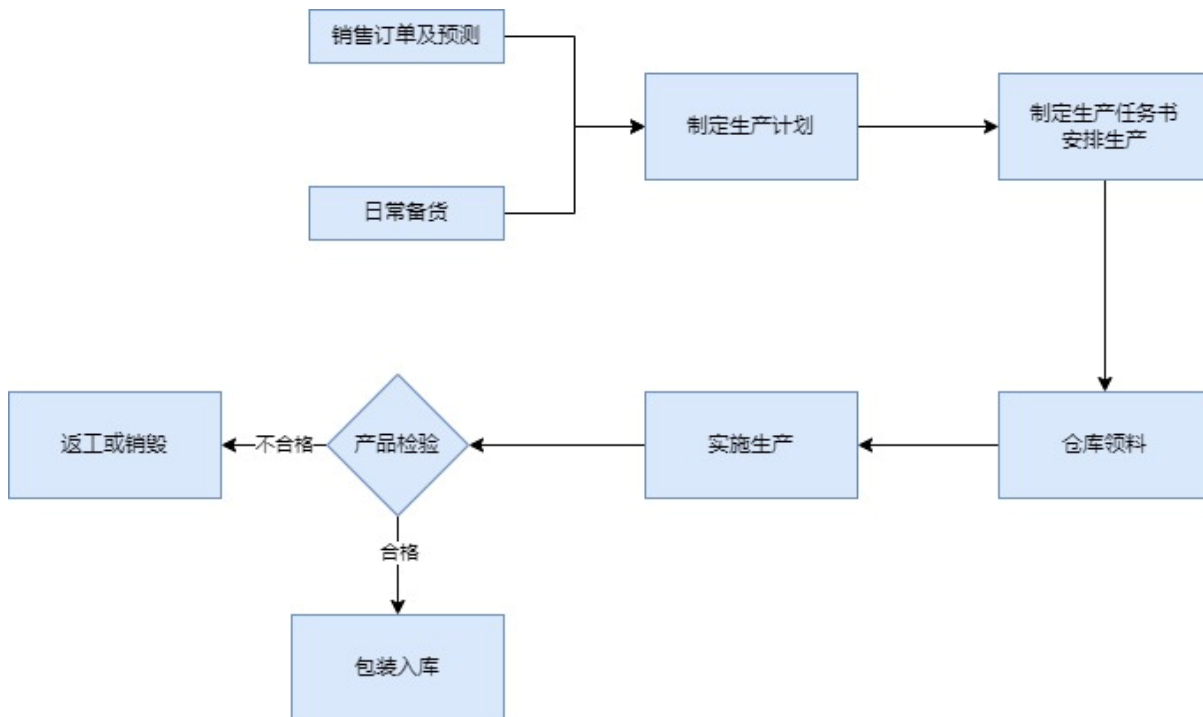 销售订单及预测
日常备货
制定生产计划
制定生产任务书
安排生产
仓库领料
实施生产
产品检验
不合格
返工或销毁
合格
包装入库